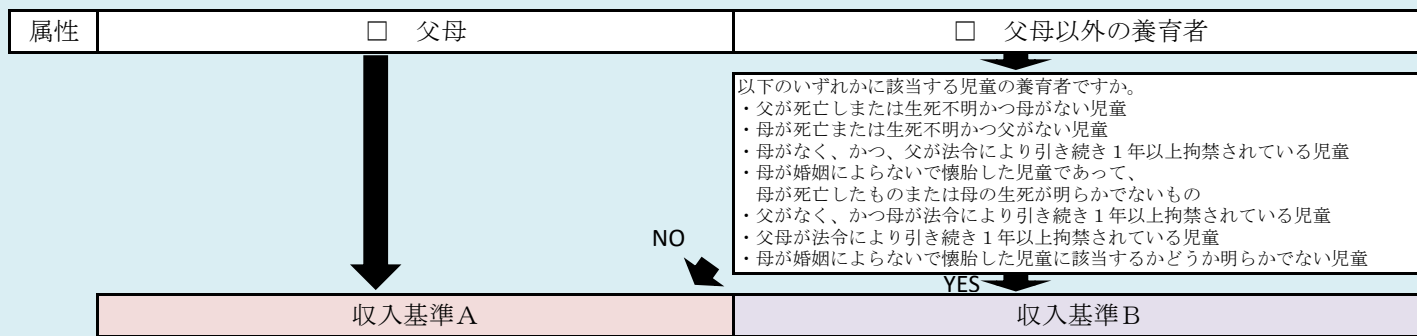 属性
□ 父母
□ 父母以外の養育者
以下のいずれかに該当する児童の養育者ですか。
・父が死亡しまたは生死不明かつ母がない児童
・母が死亡または生死不明かつ父がない児童
・母がなく、かつ、父が法令により引き続き１年以上拘禁されている児童
・母が婚姻によらないで懐胎した児童であって、
母が死亡したものまたは母の生死が明らかでないもの
・父がなく、かつ母が法令により引き続き１年以上拘禁されている児童
・父母が法令により引き続き１年以上拘禁されている児童
・母が婚姻によらないで懐胎した児童に該当するかどうか明らかでない児童
NO
YES
収入基準Ａ
収入基準Ｂ